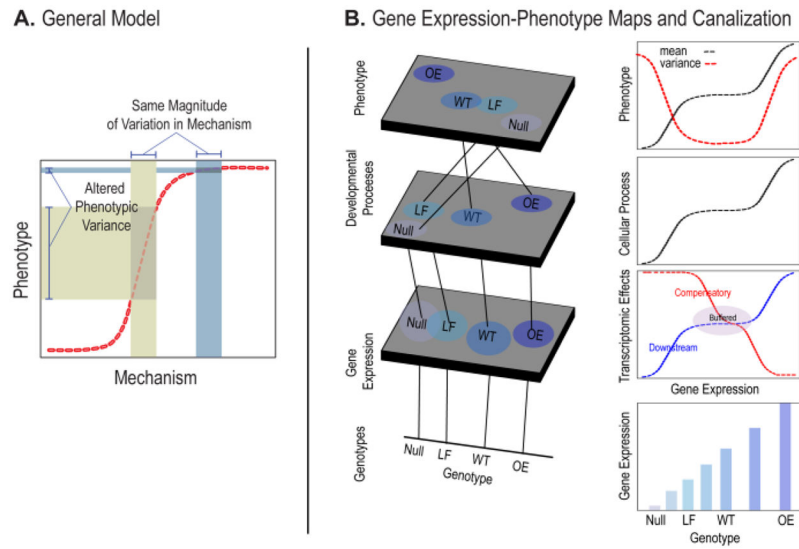 A. General Model
Same Magnitude
of Variation in Mechanism
Altered
Phenotypic
Variance
Phenotype
Mechanism
B. Gene Expression-Phenotype Maps and Canalization
Phenotype
OE
WT
LF
Null
Developmental
Proceeses
LF
WT
OE
Null
Gene
Expression
Null
LF
WT
OE
Genotypes
Null
LF
WT
OE
Genotype
mean
variance
Phenotype
Cellular Process
Transcriptomic Effects
Compensatory
Buffered
Downstream
Gene Expression
Gene Expression
Null
LF
WT
OE
Genotype